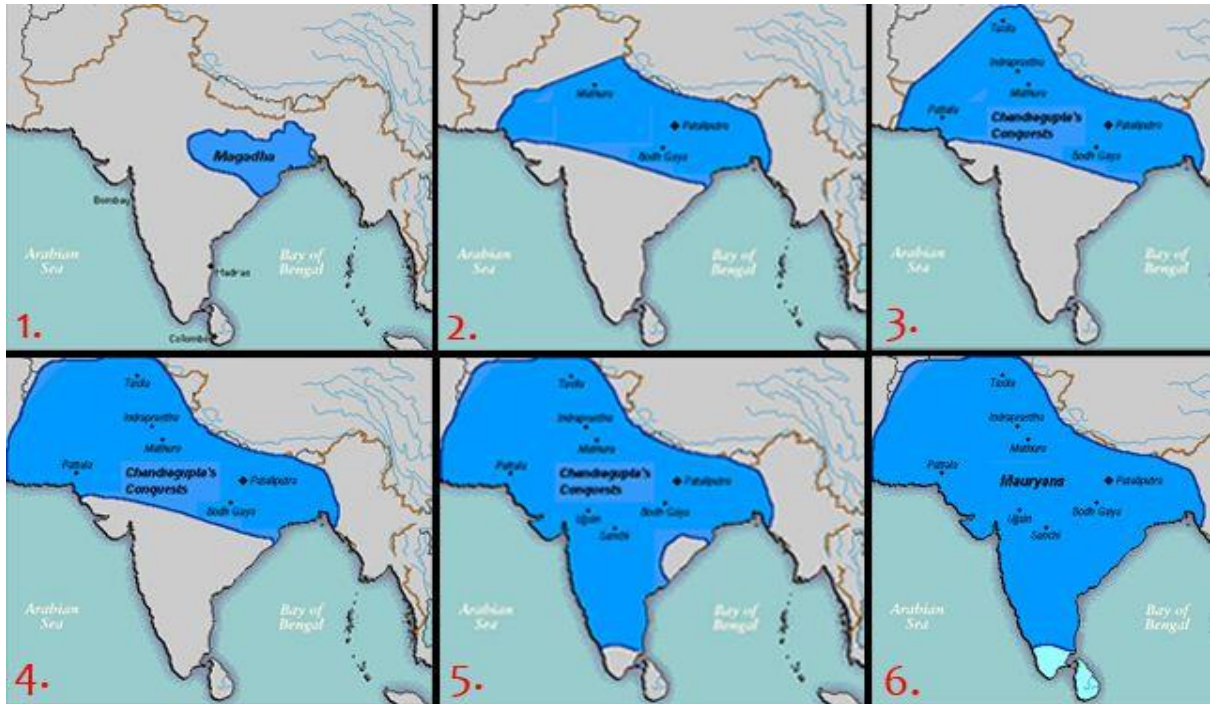 Magadha
Bombay
Arabian
Sea
Bay of
Bengal
Madras
Colombo
1.
Mathura
Pataliputra
Bodh Gaya
Arabian
Sea
Bay of
Bengal
2.
Taxila
Indraprastha
Mathura
Pattala
Chandragupta's
Conquests
Pataliputra
Bodh Gaya
Arabian
Sea
Bay of
Bengal
3.
Taxila
Indraprastha
Mathura
Pattala
Chandragupta's
Conquests
Pataliputra
Bodh Gaya
Arabian
Sea
Bay of
Bengal
4.
Taxila
Indraprastha
Mathura
Pattala
Chandragupta's
Conquests
Pataliputra
Bodh Gaya
Ujjain
Sanchi
Arabian
Sea
Bay of
Bengal
5.
Taxila
Indraprastha
Mathura
Pattala
Mauryans
Pataliputra
Bodh Gaya
Ujjain
Sanchi
Arabian
Sea
Bay of
Bengal
6.